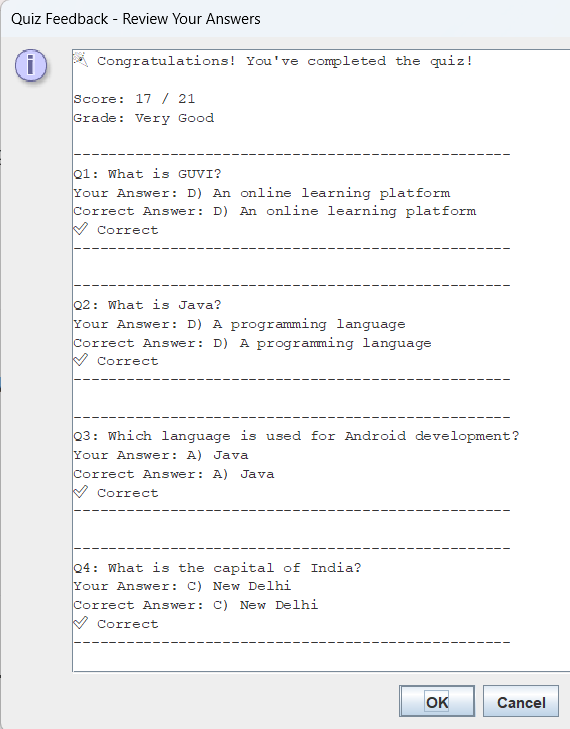 Quiz Feedback - Review Your Answers
🎉 Congratulations! You've completed the quiz!
Score: 17 / 21
Grade: Very Good
--------------------------------------------------
Q1: What is GUVI?
Your Answer: D) An online learning platform
Correct Answer: D) An online learning platform
✅ Correct
--------------------------------------------------
--------------------------------------------------
Q2: What is Java?
Your Answer: D) A programming language
Correct Answer: D) A programming language
✅ Correct
--------------------------------------------------
--------------------------------------------------
Q3: Which language is used for Android development?
Your Answer: A) Java
Correct Answer: A) Java
✅ Correct
--------------------------------------------------
--------------------------------------------------
Q4: What is the capital of India?
Your Answer: C) New Delhi
Correct Answer: C) New Delhi
✅ Correct
--------------------------------------------------
OK Cancel